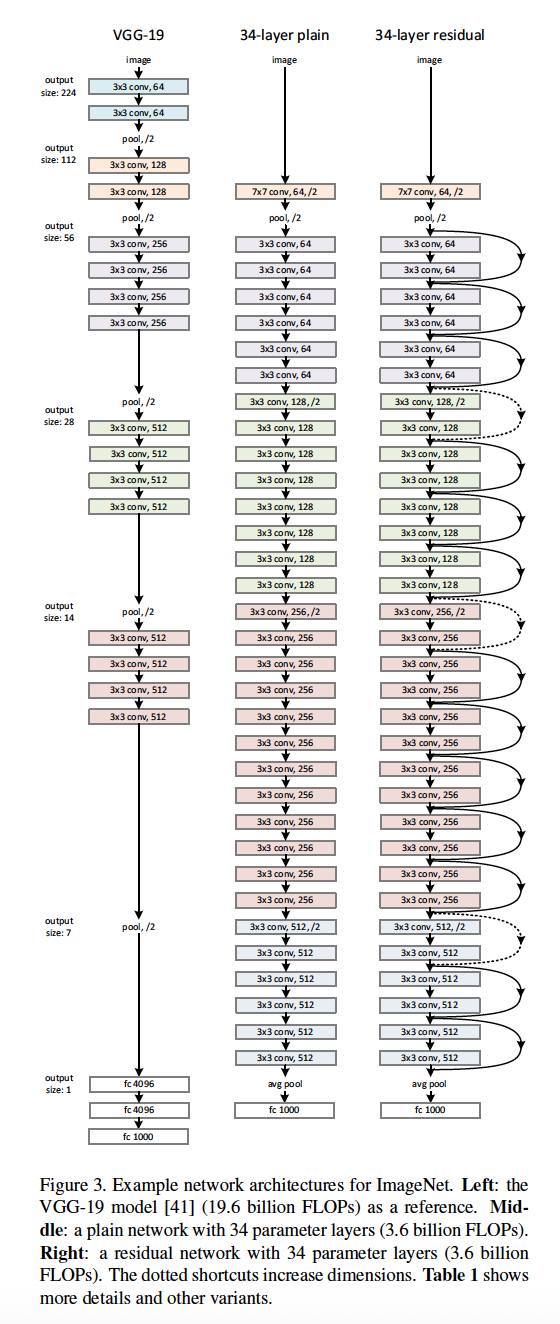 VGG-19
image
output
size: 224
3x3 conv, 64
3x3 conv, 64
pool, /2
output
size: 112
3x3 conv, 128
3x3 conv, 128
pool, /2
output
size: 56
3x3 conv, 256
3x3 conv, 256
3x3 conv, 256
3x3 conv, 256
pool, /2
output
size: 28
3x3 conv, 512
3x3 conv, 512
3x3 conv, 512
3x3 conv, 512
pool, /2
output
size: 14
3x3 conv, 512
3x3 conv, 512
3x3 conv, 512
3x3 conv, 512
output
size: 7
pool, /2
output
size: 1
fc 4096
fc 4096
fc 1000
34-layer plain
image
7x7 conv, 64, /2
pool, /2
3x3 conv, 64
3x3 conv, 64
3x3 conv, 64
3x3 conv, 64
3x3 conv, 64
3x3 conv, 64
3x3 conv, 128, /2
3x3 conv, 128
3x3 conv, 128
3x3 conv, 128
3x3 conv, 128
3x3 conv, 128
3x3 conv, 128
3x3 conv, 128
3x3 conv, 256, /2
3x3 conv, 256
3x3 conv, 256
3x3 conv, 256
3x3 conv, 256
3x3 conv, 256
3x3 conv, 256
3x3 conv, 256
3x3 conv, 256
3x3 conv, 256
3x3 conv, 256
3x3 conv, 256
3x3 conv, 512, /2
3x3 conv, 512
3x3 conv, 512
3x3 conv, 512
3x3 conv, 512
3x3 conv, 512
avg pool
fc 1000
34-layer residual
image
7x7 conv, 64, /2
pool, /2
3x3 conv, 64
3x3 conv, 64
3x3 conv, 64
3x3 conv, 64
3x3 conv, 64
3x3 conv, 64
3x3 conv, 128, /2
3x3 conv, 128
3x3 conv, 128
3x3 conv, 128
3x3 conv, 128
3x3 conv, 128
3x3 conv, 128
3x3 conv, 128
3x3 conv, 256, /2
3x3 conv, 256
3x3 conv, 256
3x3 conv, 256
3x3 conv, 256
3x3 conv, 256
3x3 conv, 256
3x3 conv, 256
3x3 conv, 256
3x3 conv, 256
3x3 conv, 256
3x3 conv, 256
3x3 conv, 512, /2
3x3 conv, 512
3x3 conv, 512
3x3 conv, 512
3x3 conv, 512
3x3 conv, 512
avg pool
fc 1000
Figure 3. Example network architectures for ImageNet. Left: the
VGG-19 model [41] (19.6 billion FLOPs) as a reference. Mid-
dle: a plain network with 34 parameter layers (3.6 billion FLOPs).
Right: a residual network with 34 parameter layers (3.6 billion
FLOPs). The dotted shortcuts increase dimensions. Table 1 shows
more details and other variants.